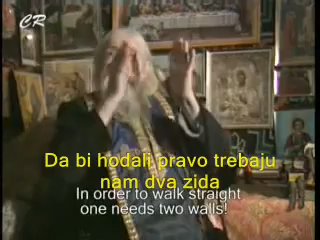 CR
Da bi hodali pravo trebaju
nam dva zida
In order to walk straight
one needs two walls!